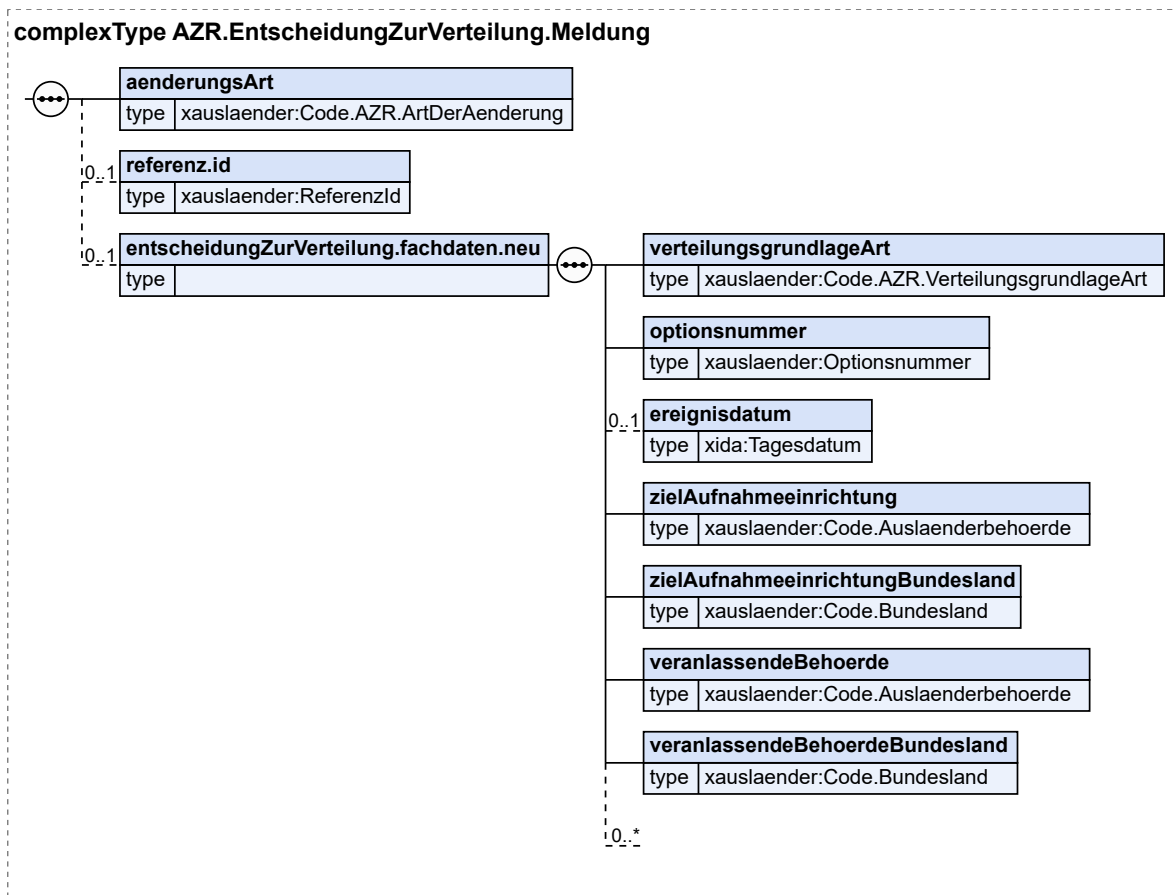 complexType AZR.EntscheidungZurVerteilung.Meldung
aenderungsArt
type xauslaender:Code.AZR.ArtDerAenderung
0..1
referenz.id
type xauslaender:ReferenzId
0..1
entscheidungZurVerteilung.fachdaten.neu
type
verteilungsgrundlageArt
type xauslaender:Code.AZR.VerteilungsgrundlageArt
optionsnummer
type xauslaender:Optionsnummer
0..1
ereignisdatum
type xida:Tagesdatum
zielAufnahmeeinrichtung
type xauslaender:Code.Auslaenderbehoerde
zielAufnahmeeinrichtungBundesland
type xauslaender:Code.Bundesland
veranlassendeBehoerde
type xauslaender:Code.Auslaenderbehoerde
veranlassendeBehoerdeBundesland
type xauslaender:Code.Bundesland
0..*